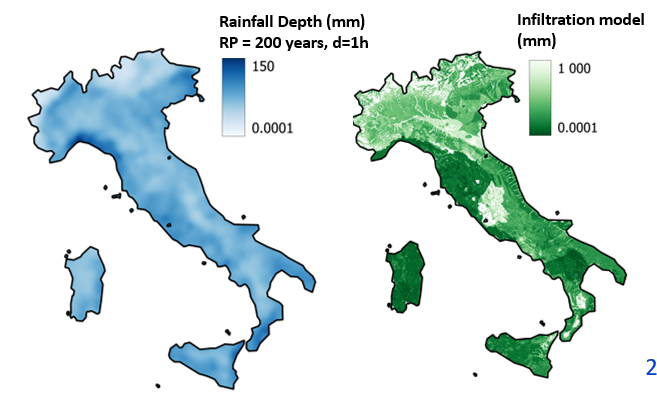 Rainfall Depth (mm)
RP = 200 years, d=1h
150
0.0001
Infiltration model
(mm)
1 000
0.0001
2